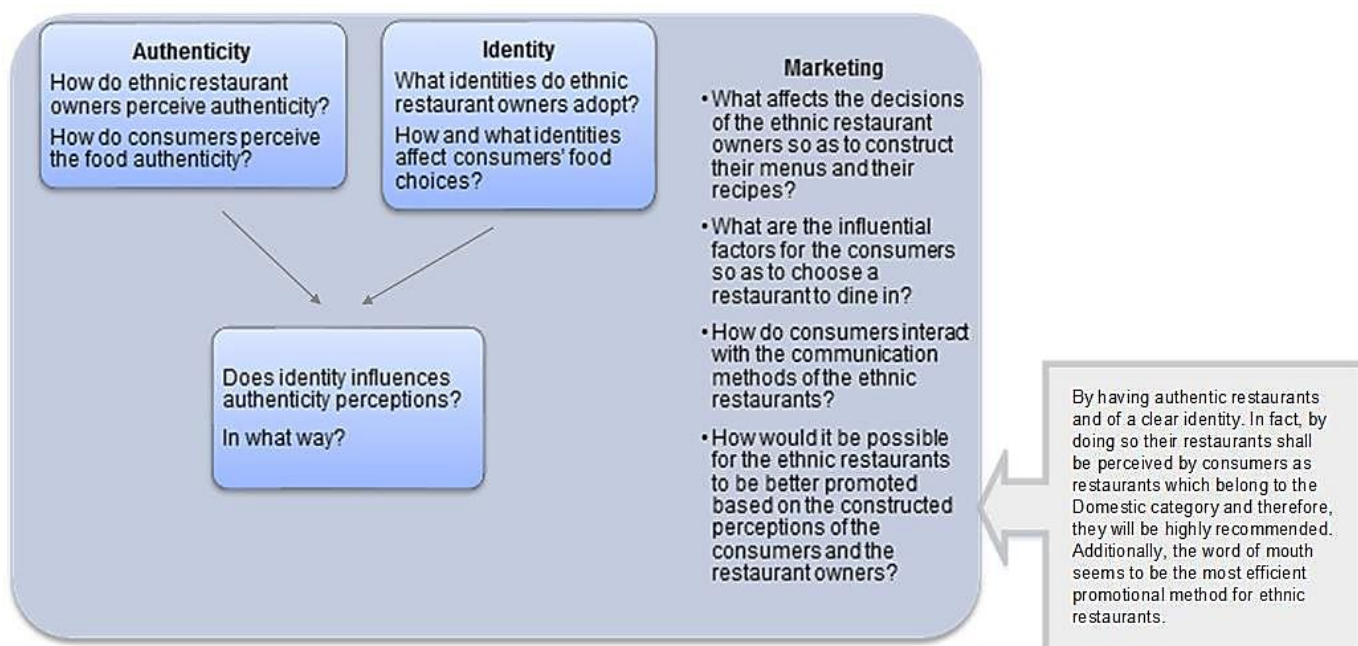 Authenticity
How do ethnic restaurant
owners perceive authenticity?
How do consumers perceive
the food authenticity?
Identity
What identities do ethnic
restaurant owners adopt?
How and what identities
affect consumers' food
choices?
Does identity influences
authenticity perceptions?
In what way?
Marketing
•What affects the decisions
of the ethnic restaurant
owners so as to construct
their menus and their
recipes?
•What are the influential
factors for the consumers
so as to choose a
restaurant to dine in?
•How do consumers interact
with the communication
methods of the ethnic
restaurants?
•How would it be possible
for the ethnic restaurants
to be better promoted
based on the constructed
perceptions of the
consumers and the
restaurant owners?
By having authentic restaurants
and of a clear identity. In fact, by
doing so their restaurants shall
be perceived by consumers as
restaurants which belong to the
Domestic category and therefore,
they will be highly recommended.
Additionally, the word of mouth
seems to be the most efficient
promotional method for ethnic
restaurants.